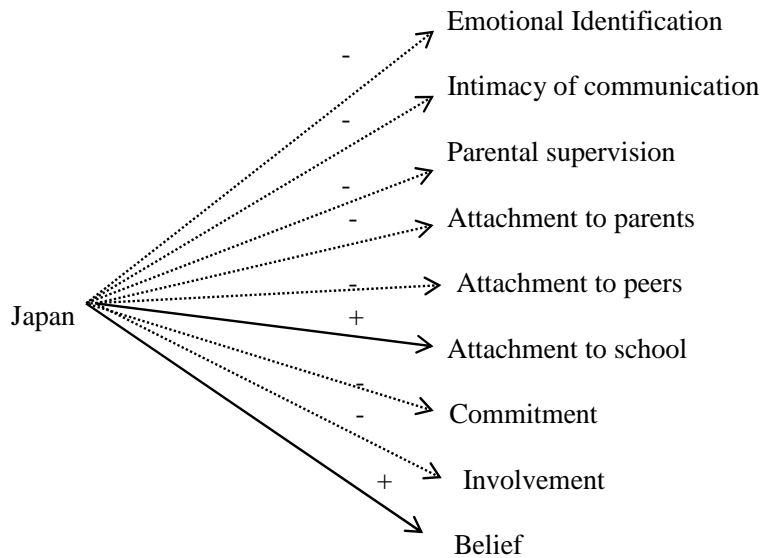 Emotional Identification
-
Intimacy of communication
-
Parental supervision
-
-
Attachment to parents
-
Attachment to peers
Japan
+
Attachment to school
-
Commitment
-
Involvement
+
Belief